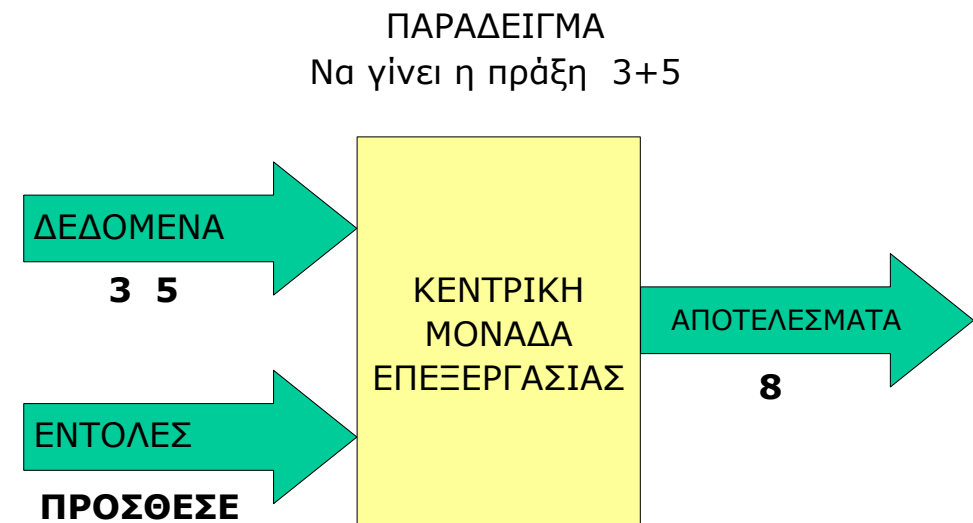 ΠΑΡΑΔΕΙΓΜΑ
Να γίνει η πράξη 3+5
ΔΕΔΟΜΕΝΑ
3 5
ΕΝΤΟΛΕΣ
ΠΡΟΣΘΕΣΕ
ΚΕΝΤΡΙΚΗ
ΜΟΝΑΔΑ
ΕΠΕΞΕΡΓΑΣΙΑΣ
ΑΠΟΤΕΛΕΣΜΑΤΑ
8